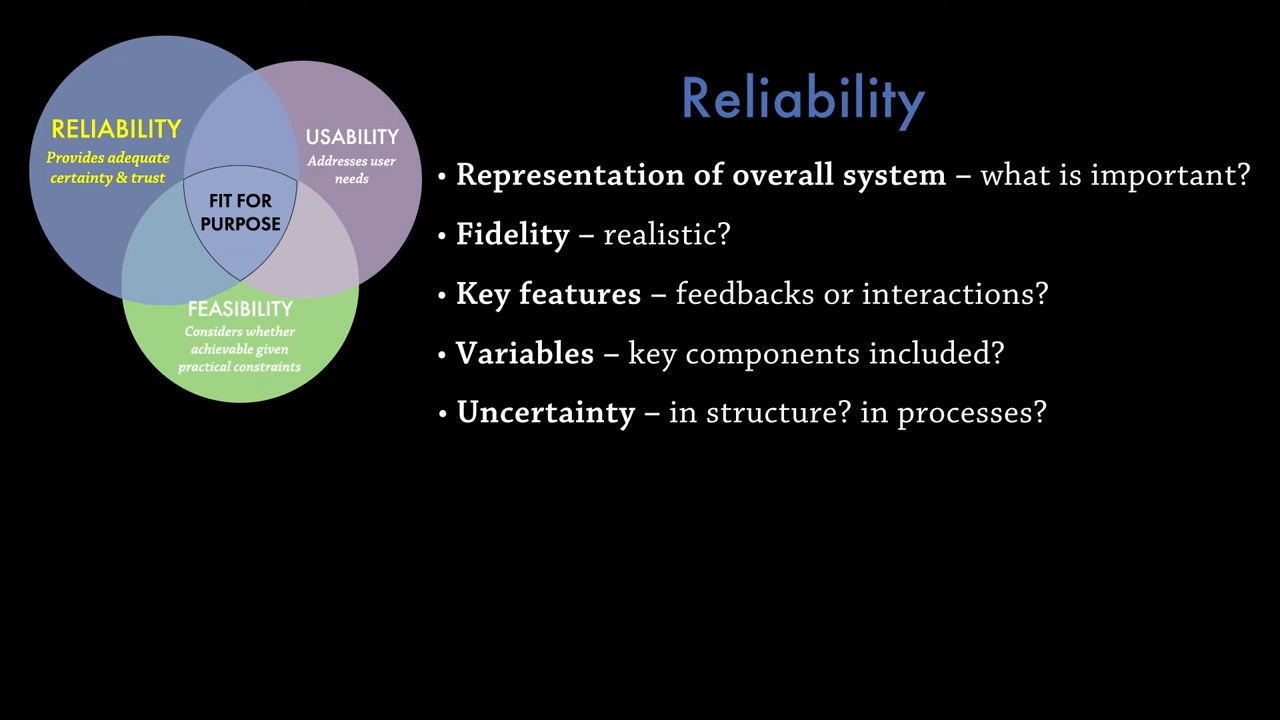 RELIABILITY
Provides adequate
certainty & trust
USABILITY
Addresses user
needs
FIT FOR
PURPOSE
FEASIBILITY
Considers whether
achievable given
practical constraints
Reliability
• Representation of overall system – what is important?
• Fidelity – realistic?
• Key features – feedbacks or interactions?
• Variables – key components included?
• Uncertainty – in structure? in processes?